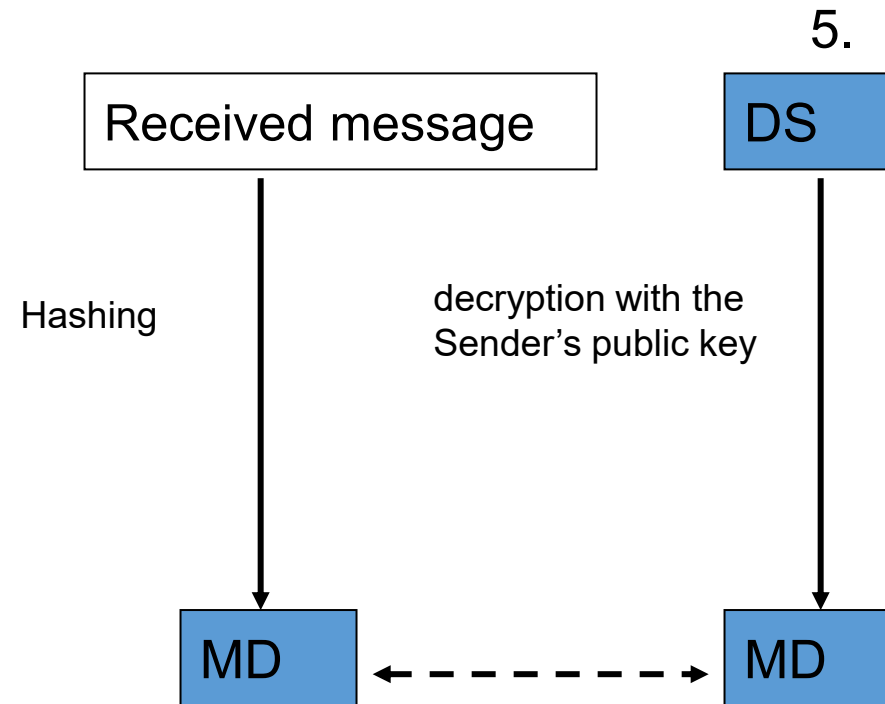 5.
Received message
DS
Hashing
decryption with the
Sender’s public key
MD
MD